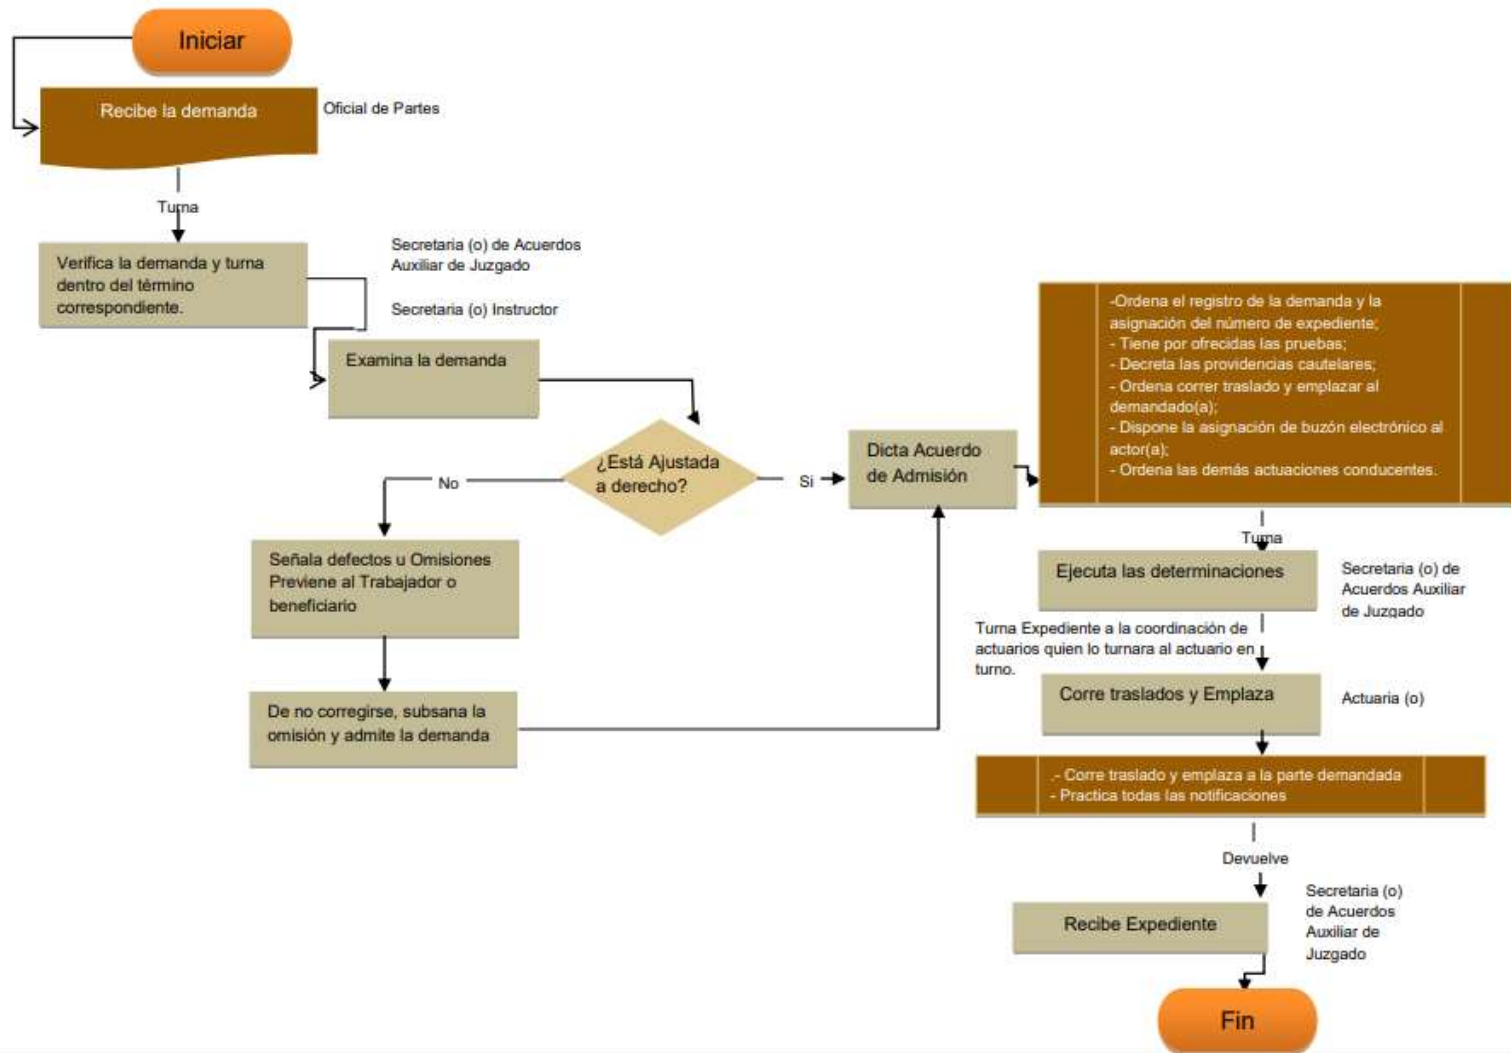 Iniciar
Recibe la demanda
Oficial de Partes
Turna
Verifica la demanda y turna
dentro del término
correspondiente.
Secretaria (o) de Acuerdos
Auxiliar de Juzgado
Secretaria (o) Instructor
Examina la demanda
¿Está Ajustada
a derecho?
No
Si
Señala defectos u Omisiones
Previene al Trabajador o
beneficiario
De no corregirse, subsana la
omisión y admite la demanda
Dicta Acuerdo
de Admisión
-Ordena el registro de la demanda y la
asignación del número de expediente;
- Tiene por ofrecidas las pruebas;
- Decreta las providencias cautelares;
- Ordena correr traslado y emplazar al
demandado(a);
- Dispone la asignación de buzón electrónico al
actor(a);
- Ordena las demás actuaciones conducentes.
Turna
Ejecuta las determinaciones
Secretaria (o) de
Acuerdos Auxiliar
de Juzgado
Turna Expediente a la coordinación de
actuarios quien lo turnara al actuario en
turno.
Corre traslados y Emplaza
Actuaria (o)
.- Corre traslado y emplaza a la parte demandada
- Practica todas las notificaciones
Devuelve
Recibe Expediente
Secretaria (o)
de Acuerdos
Auxiliar de
Juzgado
Fin